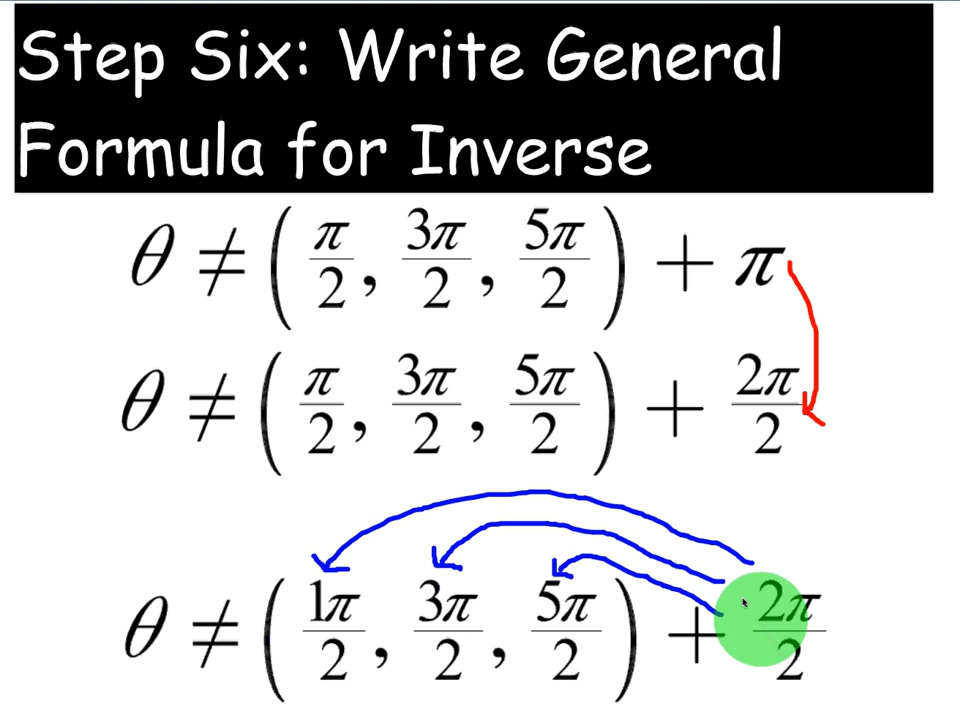 Step Six: Write General
Formula for Inverse
θ ≠ (π/2, 3π/2, 5π/2) + π
θ ≠ (π/2, 3π/2, 5π/2) + 2π/2
θ ≠ (1π/2, 3π/2, 5π/2) + 2π/2